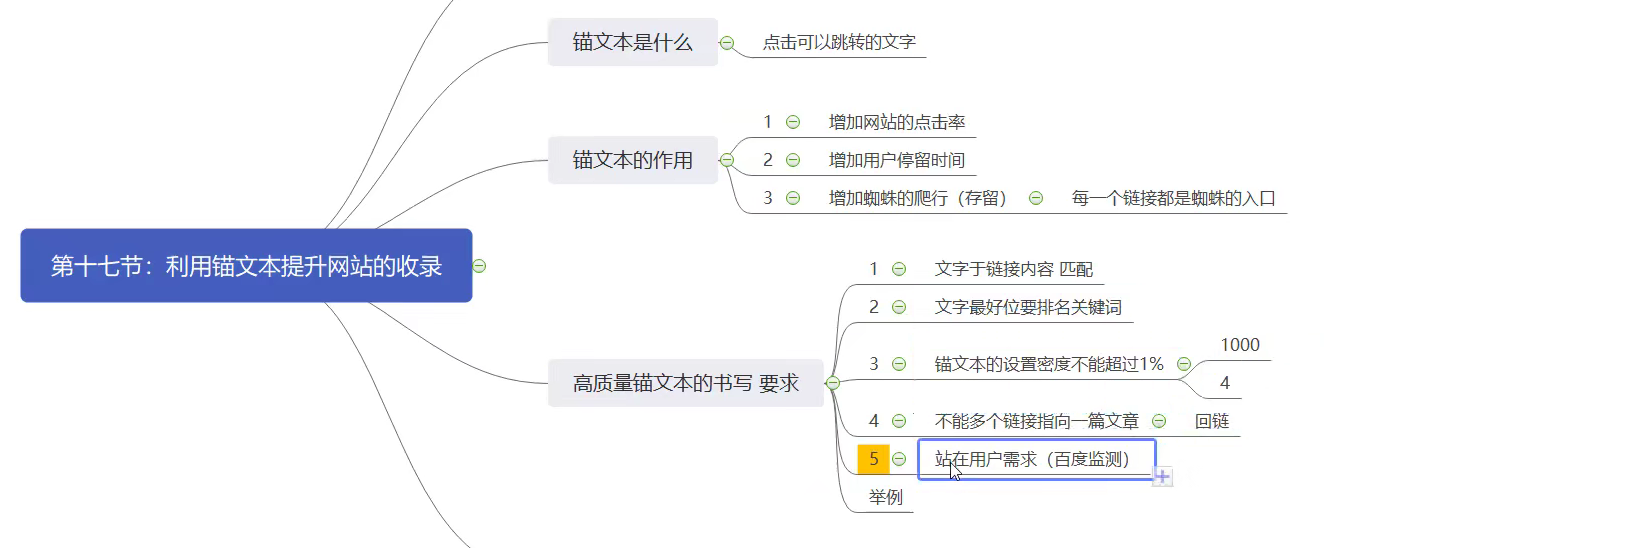 锚文本是什么
点击可以跳转的文字
锚文本的作用
1 增加网站的点击率
2 增加用户停留时间
3 增加蜘蛛的爬行（存留） 每一个链接都是蜘蛛的入口
第十七节：利用锚文本提升网站的收录
高质量锚文本的书写 要求
1 文字于链接内容 匹配
2 文字最好位要排名关键词
3 锚文本的设置密度不能超过1%
1000
4
4 不能多个链接指向一篇文章 回链
5 站在用户需求（百度监测）
举例